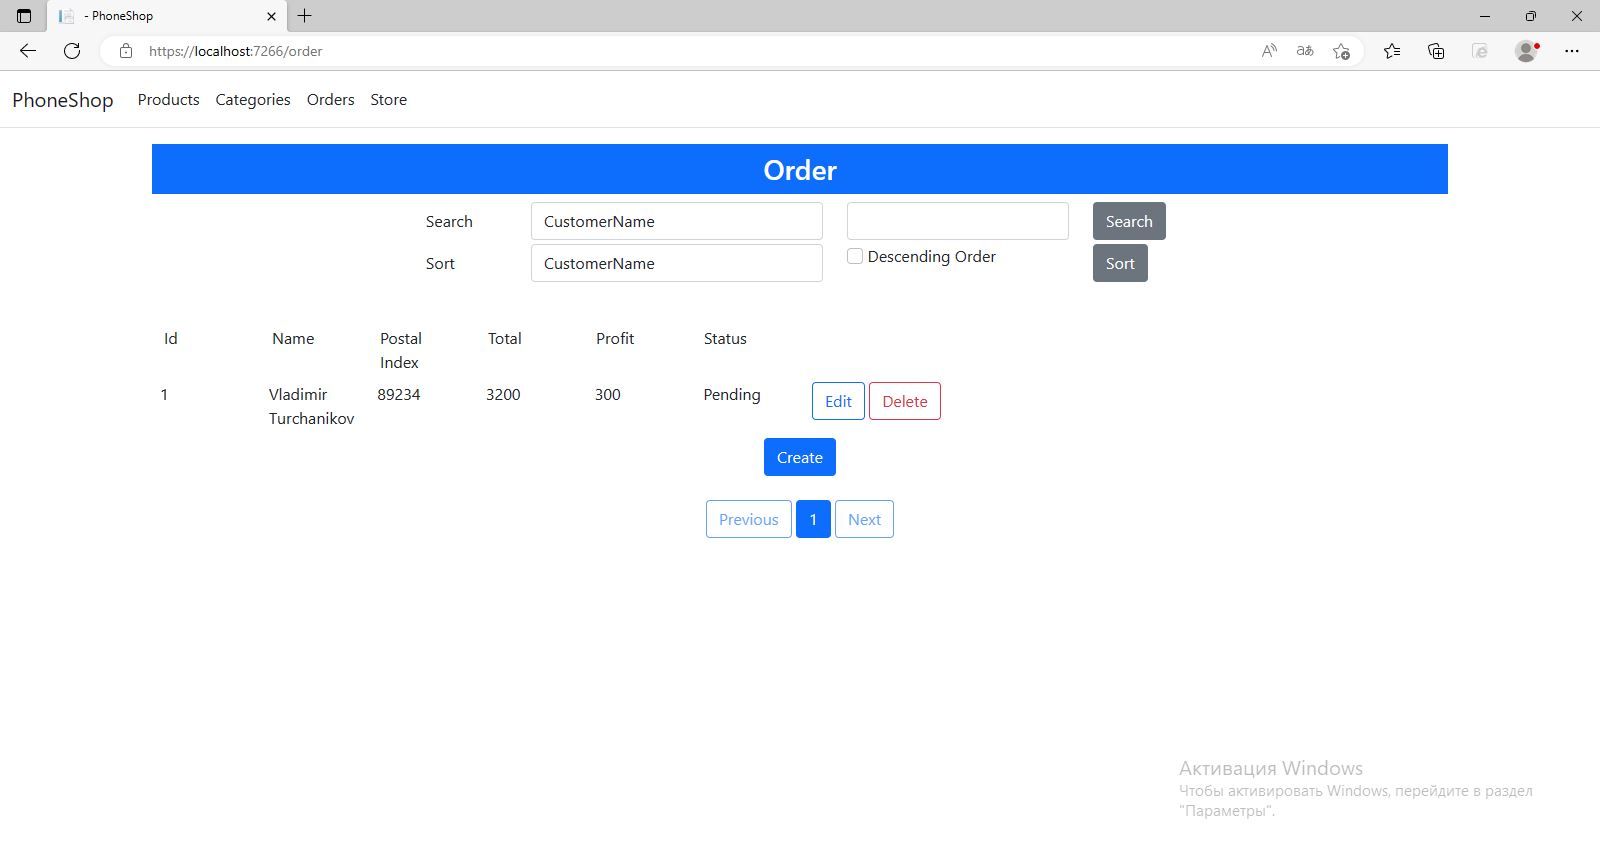 - PhoneShop
https://localhost:7266/order
PhoneShop Products Categories Orders Store
Order
Search CustomerName Search
Sort CustomerName Descending Order Sort
Id Name Postal Index Total Profit Status
1 Vladimir Turchanikov 89234 3200 300 Pending Edit Delete
Create
Previous 1 Next
Активация Windows
Чтобы активировать Windows, перейдите в раздел
"Параметры".